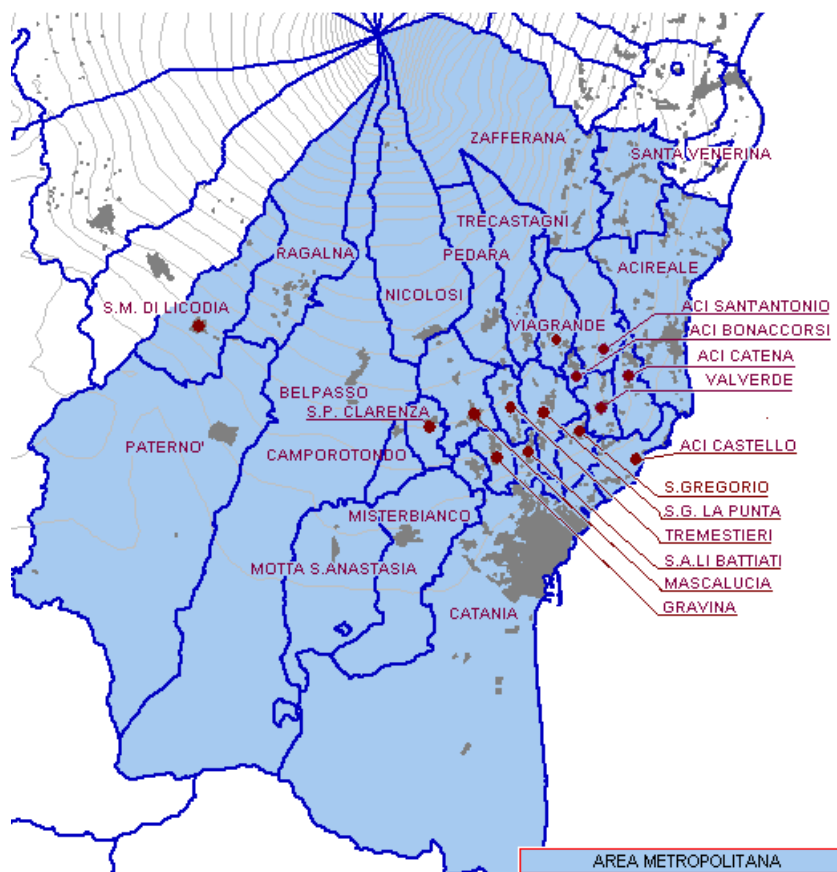 ZAFFERANA
SANTA VENERINA
TRECASTAGNI
RAGALNA
PEDARA
ACIREALE
NICOLOSI
S.M. DI LICODIA
ACI SANT'ANTONIO
VIAGRANDE
ACI BONACCORSI
ACI CATENA
VALVERDE
BELPASSO
S.P. CLARENZA
PATERNO'
CAMPOROTONDO
ACI CASTELLO
S.GREGORIO
S.G. LA PUNTA
MISTERBIANCO
TREMESTIERI
S.A.LI BATTIATI
MOTTA S.ANASTASIA
MASCALUCIA
GRAVINA
CATANIA
AREA METROPOLITANA